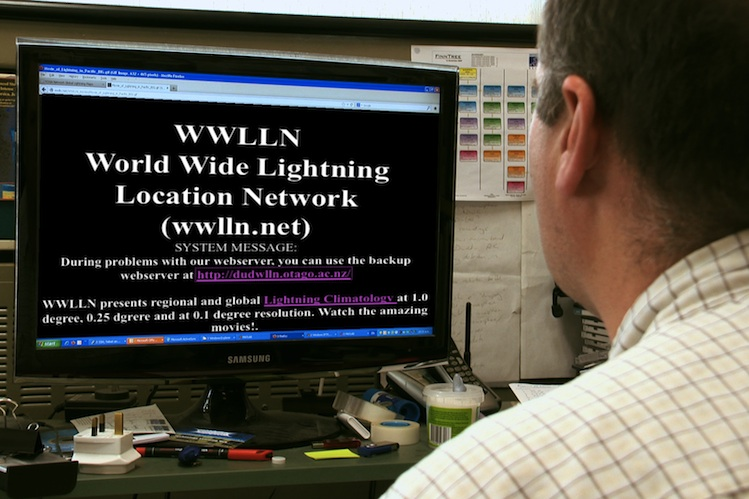 WWLLN
World Wide Lightning
Location Network
(wwlln.net)
SYSTEM MESSAGE:
During problems with our webserver, you can use the backup
webserver at http://dudwlln.otago.ac.nz/
WWLLN presents regional and global Lightning Climatology at 1.0
degree, 0.25 dgrere and at 0.1 degree resolution. Watch the amazing
movies!.
start
SAMSUNG